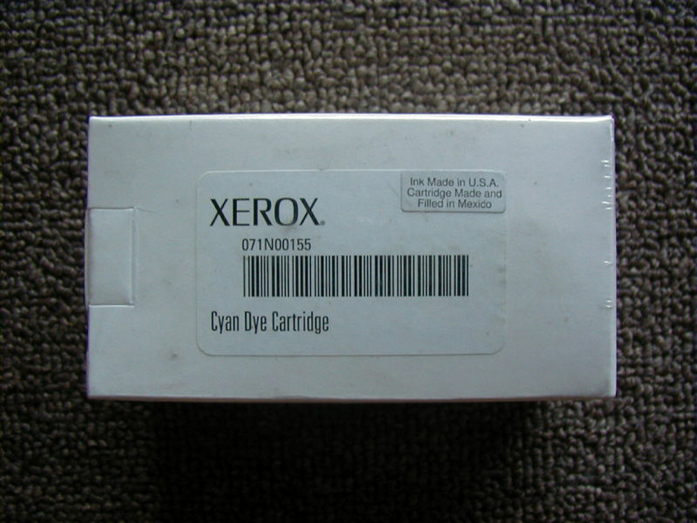 XEROX®
Ink Made in U.S.A.
Cartridge Made and
Filled in Mexico
071N00155
Cyan Dye Cartridge